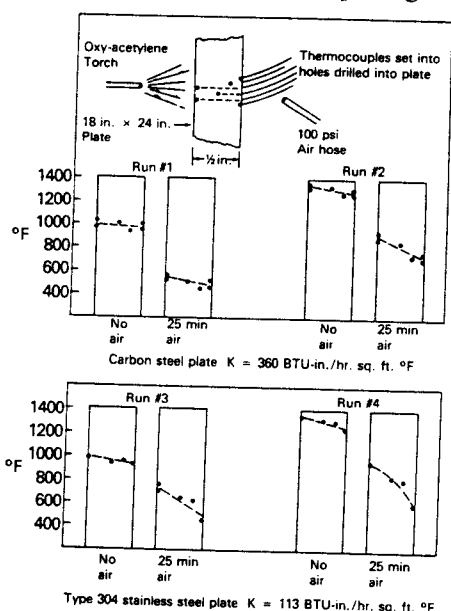 Oxy-acetylene
Torch
Thermocouples set into
holes drilled into plate
18 in. × 24 in.
Plate
½ in.
100 psi
Air hose
Run #1
Run #2
1400
1200
1000
800
600
400
°F
No
air
25 min
air
No
air
25 min
air
Carbon steel plate K = 360 BTU-in./hr. sq. ft. °F
Run #3
Run #4
1400
1200
1000
800
600
400
°F
No
air
25 min
air
No
air
25 min
air
Type 304 stainless steel plate K = 113 BTU-in./hr. sq. ft. °F